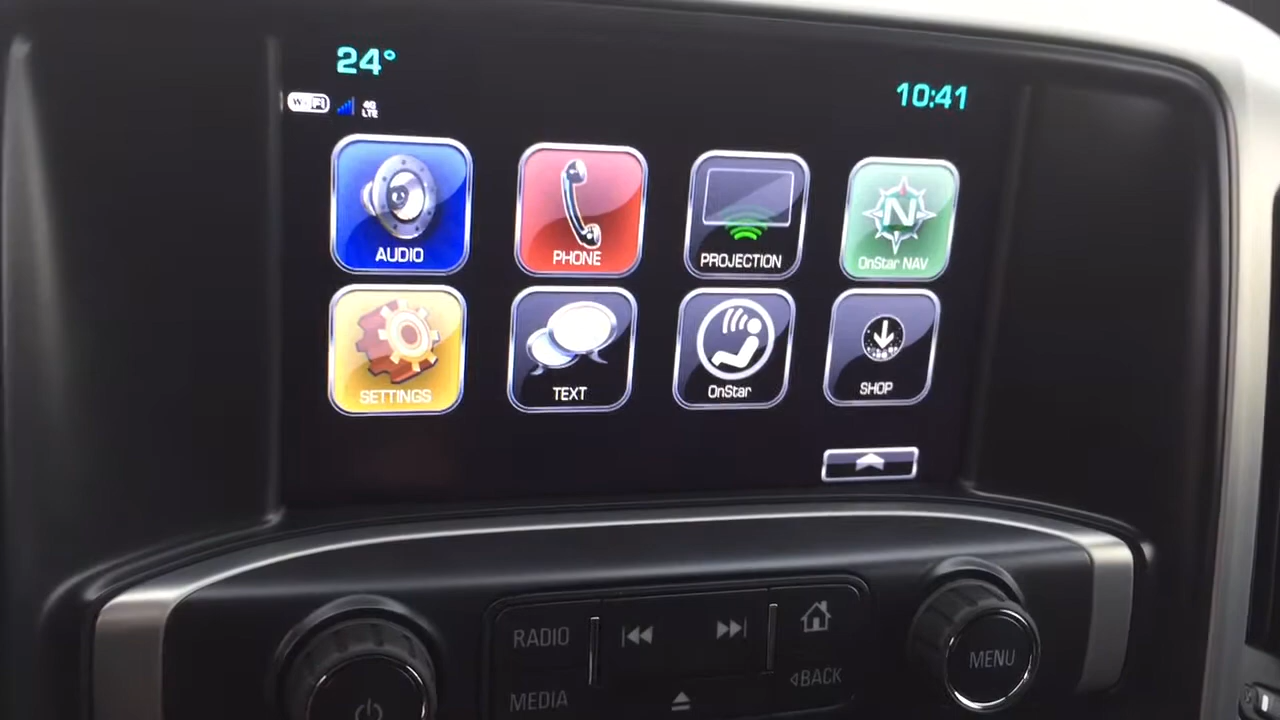 24°
10:41
WiFi
4G
LTE
AUDIO
PHONE
PROJECTION
N
OnStar NAV
SETTINGS
TEXT
OnStar
SHOP
RADIO
MEDIA
BACK
MENU